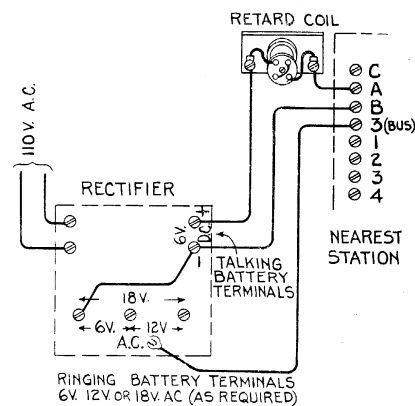 RETARD COIL
C
A
B
3 (BUS)
1
2
3
4
NEAREST
STATION
110 V. A.C.
RECTIFIER
+
6V. D.C.
-
TALKING
BATTERY
TERMINALS
18V.
6V. 12V
A.C.
RINGING BATTERY TERMINALS
6V. 12V. OR 18V. AC (AS REQUIRED)